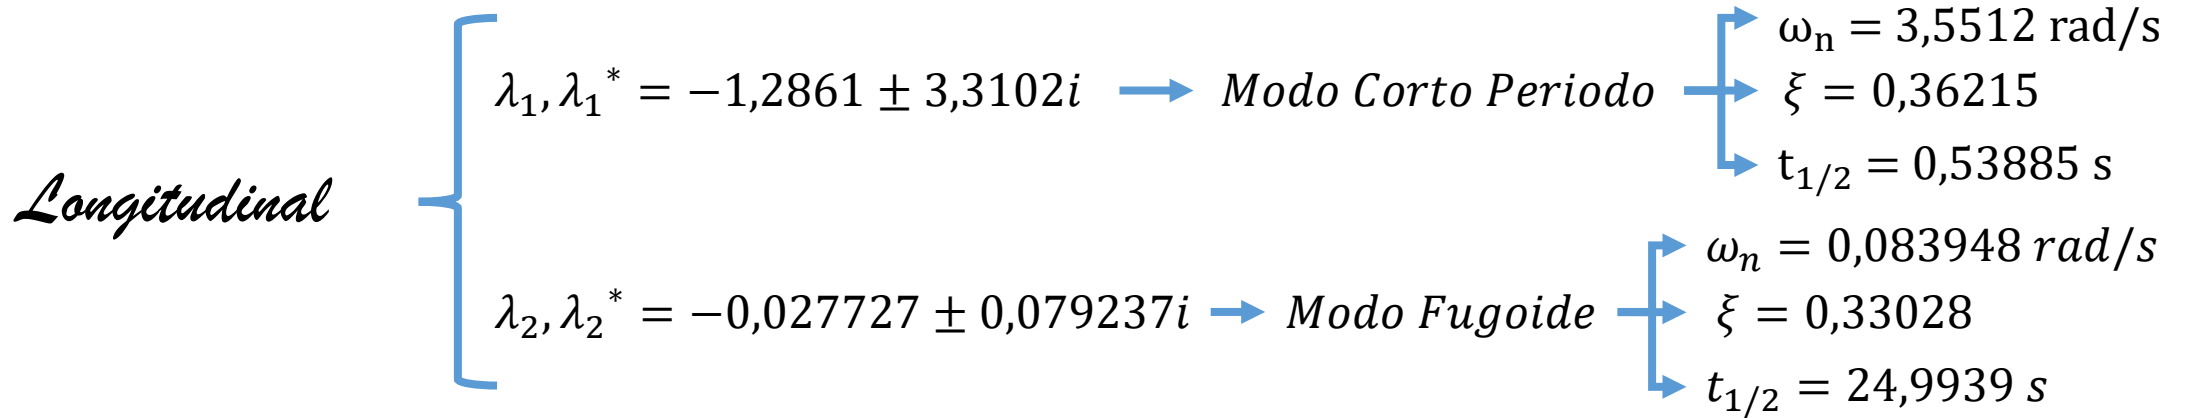 Longitudinal
λ₁, λ₁* = −1,2861 ± 3,3102i
Modo Corto Periodo
ωₙ = 3,5512 rad/s
ξ = 0,36215
t₁/₂ = 0,53885 s
λ₂, λ₂* = −0,027727 ± 0,079237i
Modo Fugoide
ωₙ = 0,083948 rad/s
ξ = 0,33028
t₁/₂ = 24,9939 s